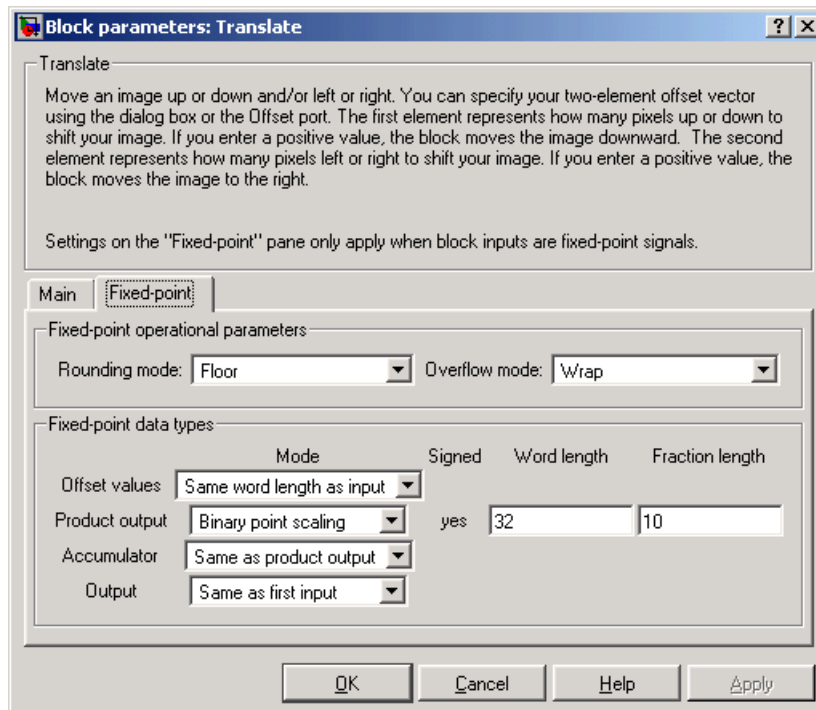 Block parameters: Translate
Translate
Move an image up or down and/or left or right. You can specify your two-element offset vector
using the dialog box or the Offset port. The first element represents how many pixels up or down to
shift your image. If you enter a positive value, the block moves the image downward.  The second
element represents how many pixels left or right to shift your image. If you enter a positive value, the
block moves the image to the right.
Settings on the "Fixed-point" pane only apply when block inputs are fixed-point signals.
Main Fixed-point
Fixed-point operational parameters
Rounding mode: Floor Overflow mode: Wrap
Fixed-point data types
Mode Signed Word length Fraction length
Offset values Same word length as input
Product output Binary point scaling yes 32 10
Accumulator Same as product output
Output Same as first input
OK Cancel Help Apply